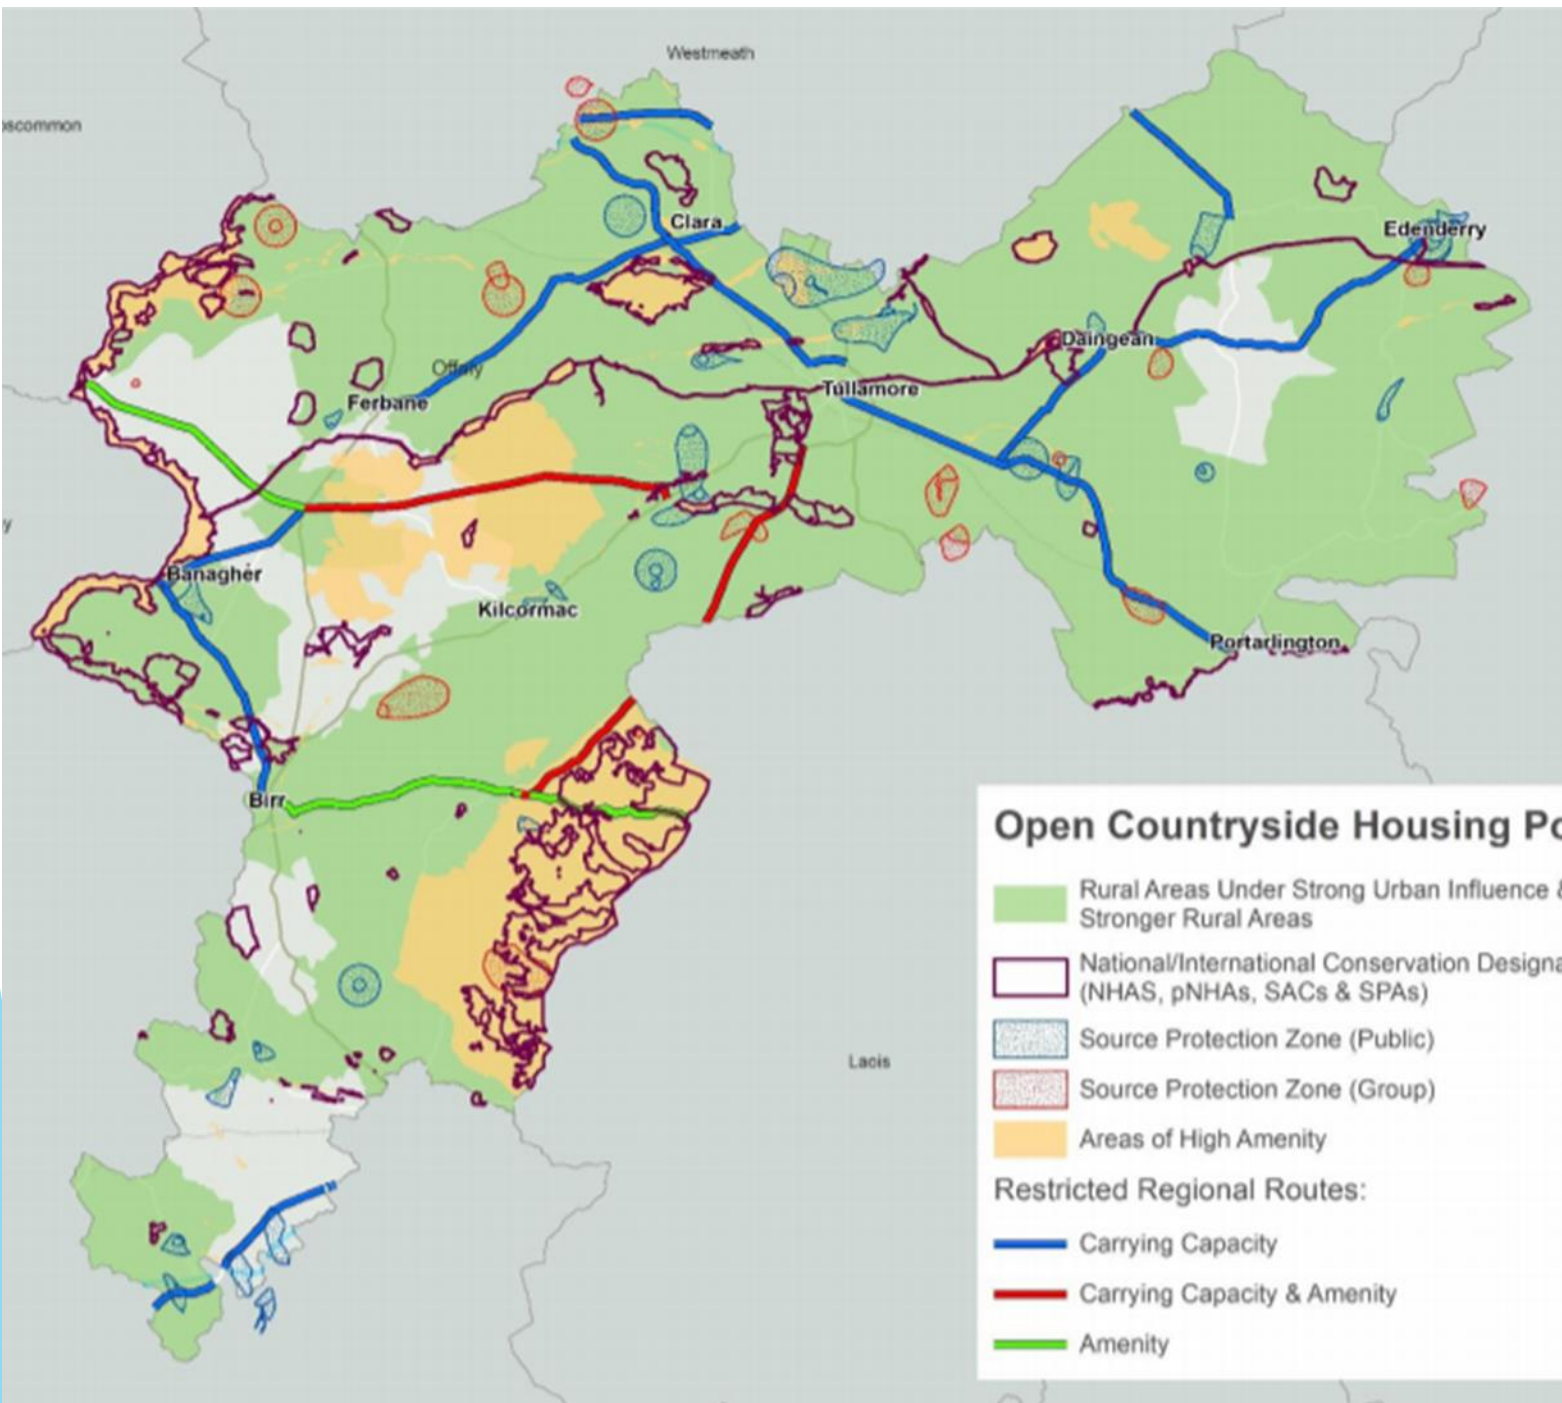 Westmeath
oscommon
Clara
Edenderry
Daingean
Offaly
Tullamore
Ferbane
Banagher
Kilcormac
Portarlington
Birr
Open Countryside Housing Po
Rural Areas Under Strong Urban Influence &
Stronger Rural Areas
National/International Conservation Designa
(NHAS, pNHAs, SACs & SPAs)
Source Protection Zone (Public)
Laois
Source Protection Zone (Group)
Areas of High Amenity
Restricted Regional Routes:
Carrying Capacity
Carrying Capacity & Amenity
Amenity